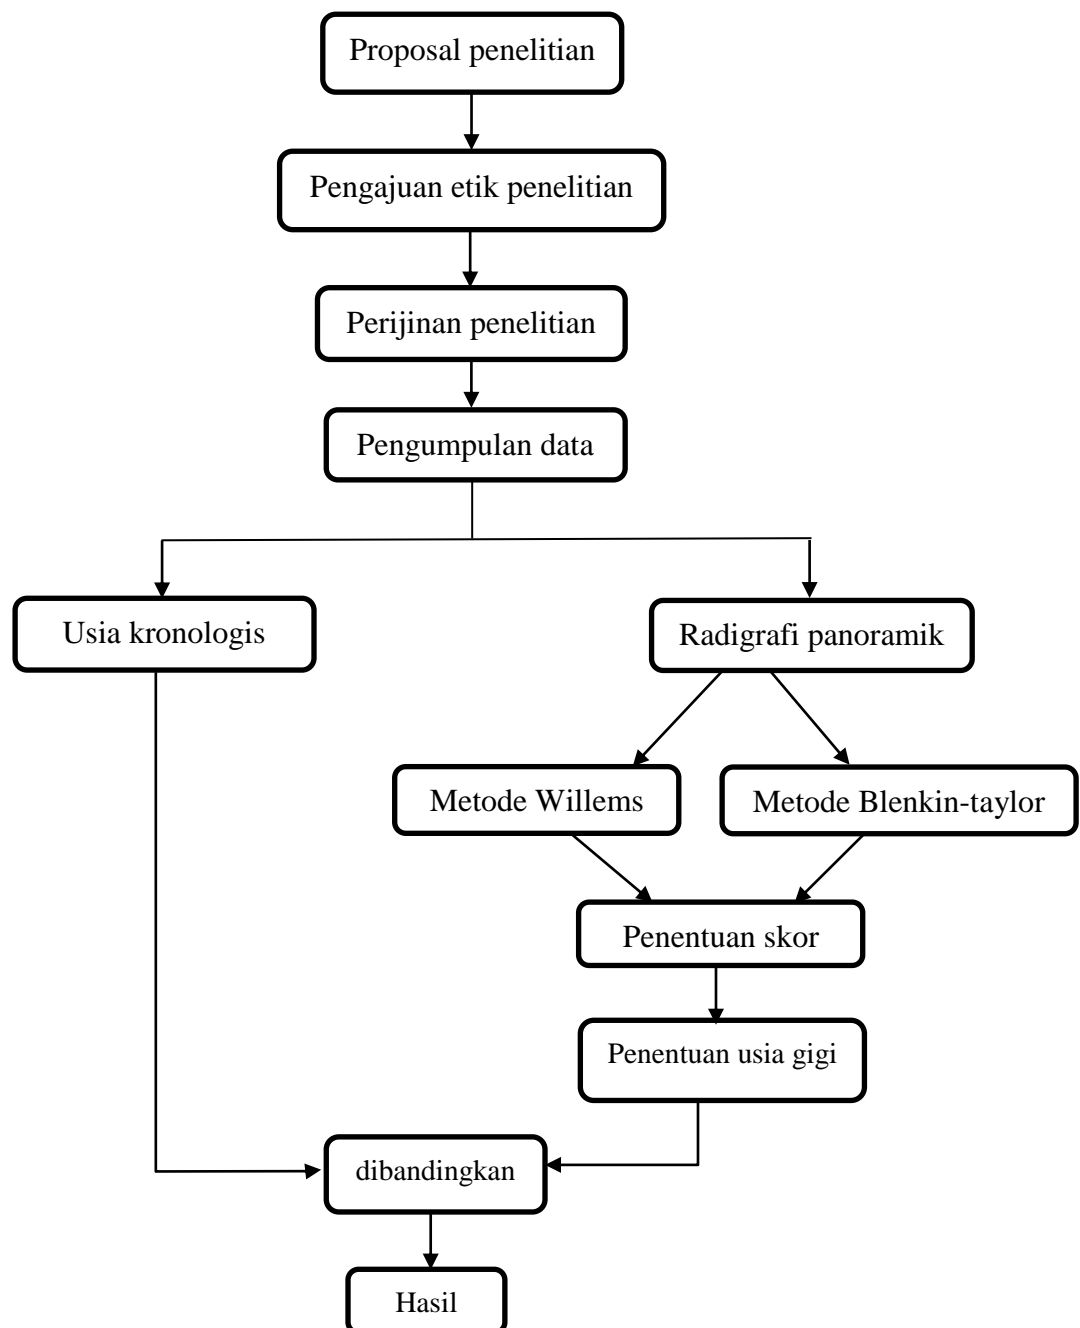 Proposal penelitian
Pengajuan etik penelitian
Perijinan penelitian
Pengumpulan data
Usia kronologis
Radigrafi panoramik
Metode Willems
Metode Blenkin-taylor
Penentuan skor
Penentuan usia gigi
dibandingkan
Hasil